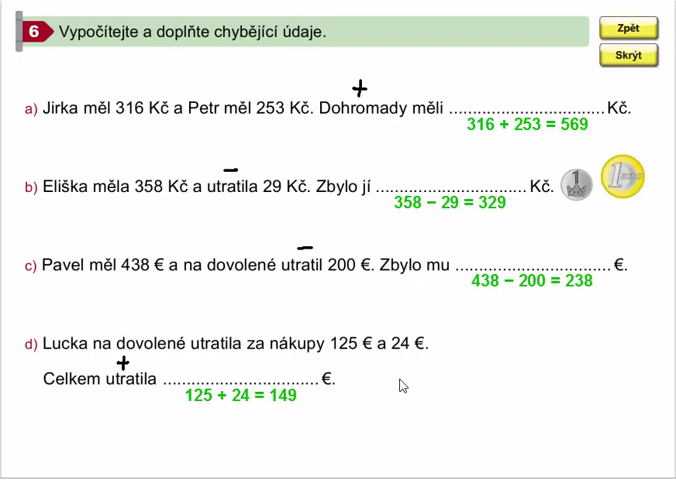 6 Vypočítejte a doplňte chybějící údaje.
Zpět
Skrýt
+
a) Jirka měl 316 Kč a Petr měl 253 Kč. Dohromady měli ................................. Kč.
316 + 253 = 569
−
b) Eliška měla 358 Kč a utratila 29 Kč. Zbylo jí ................................ Kč.
1
1 EURO
358 − 29 = 329
−
c) Pavel měl 438 € a na dovolené utratil 200 €. Zbylo mu ................................. €.
438 − 200 = 238
d) Lucka na dovolené utratila za nákupy 125 € a 24 €.
+
Celkem utratila ................................. €.
125 + 24 = 149